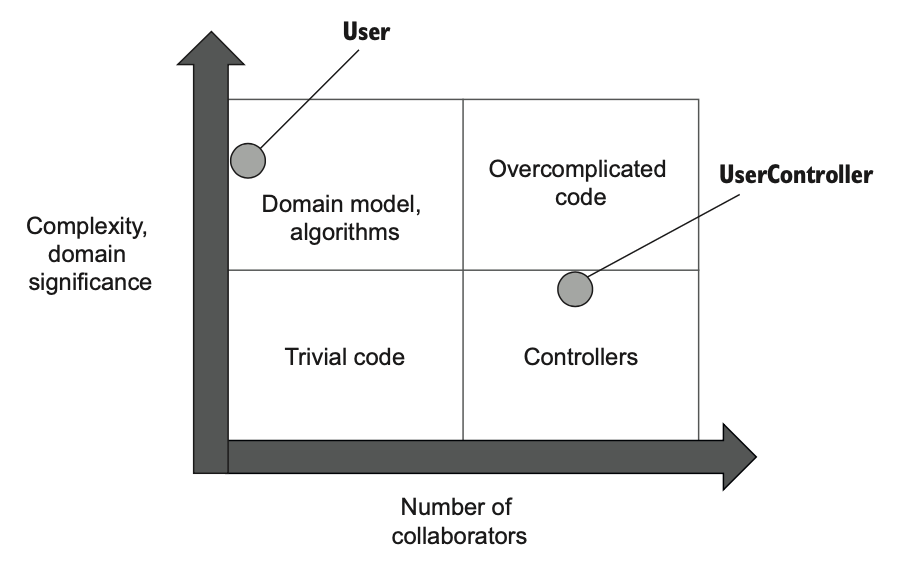 User
Overcomplicated
code
UserController
Domain model,
algorithms
Complexity,
domain
significance
Trivial code
Controllers
Number of
collaborators